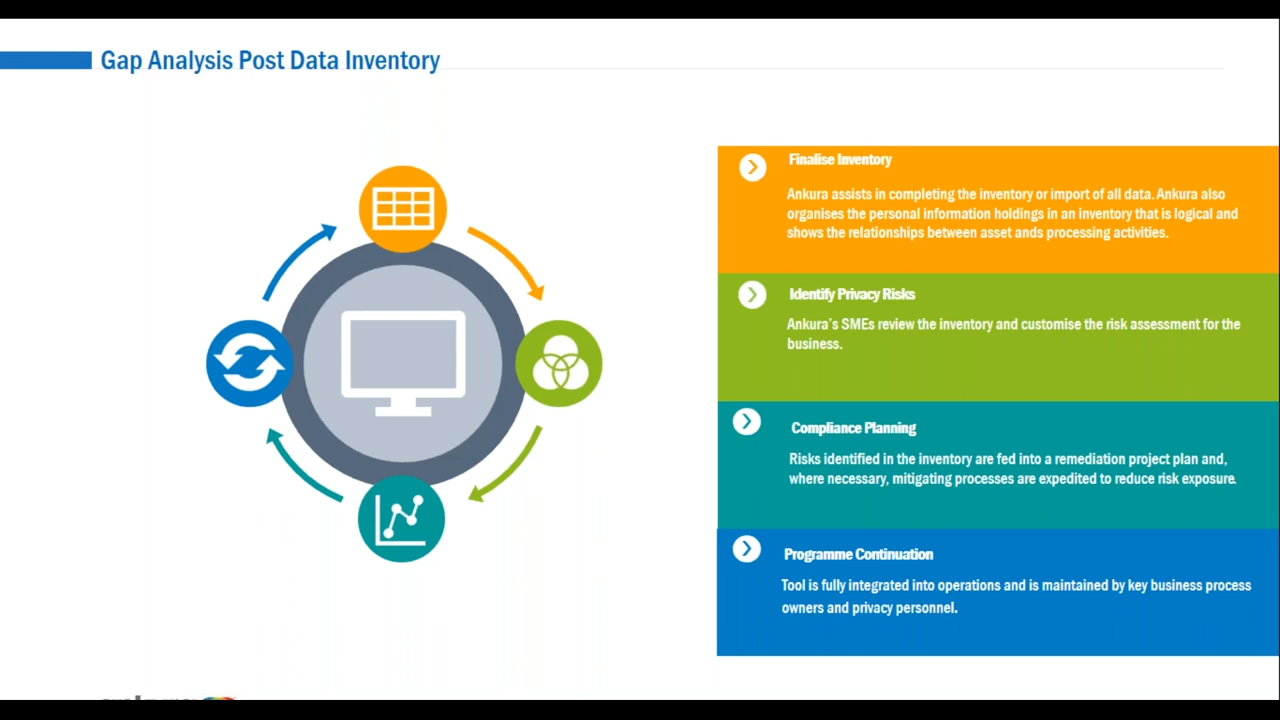 Gap Analysis Post Data Inventory
Finalise Inventory
Ankura assists in completing the inventory or import of all data. Ankura also
organises the personal information holdings in an inventory that is logical and
shows the relationships between asset ands processing activities.
Identify Privacy Risks
Ankura's SMEs review the inventory and customise the risk assessment for the
business.
Compliance Planning
Risks identified in the inventory are fed into a remediation project plan and,
where necessary, mitigating processes are expedited to reduce risk exposure.
Programme Continuation
Tool is fully integrated into operations and is maintained by key business process
owners and privacy personnel.